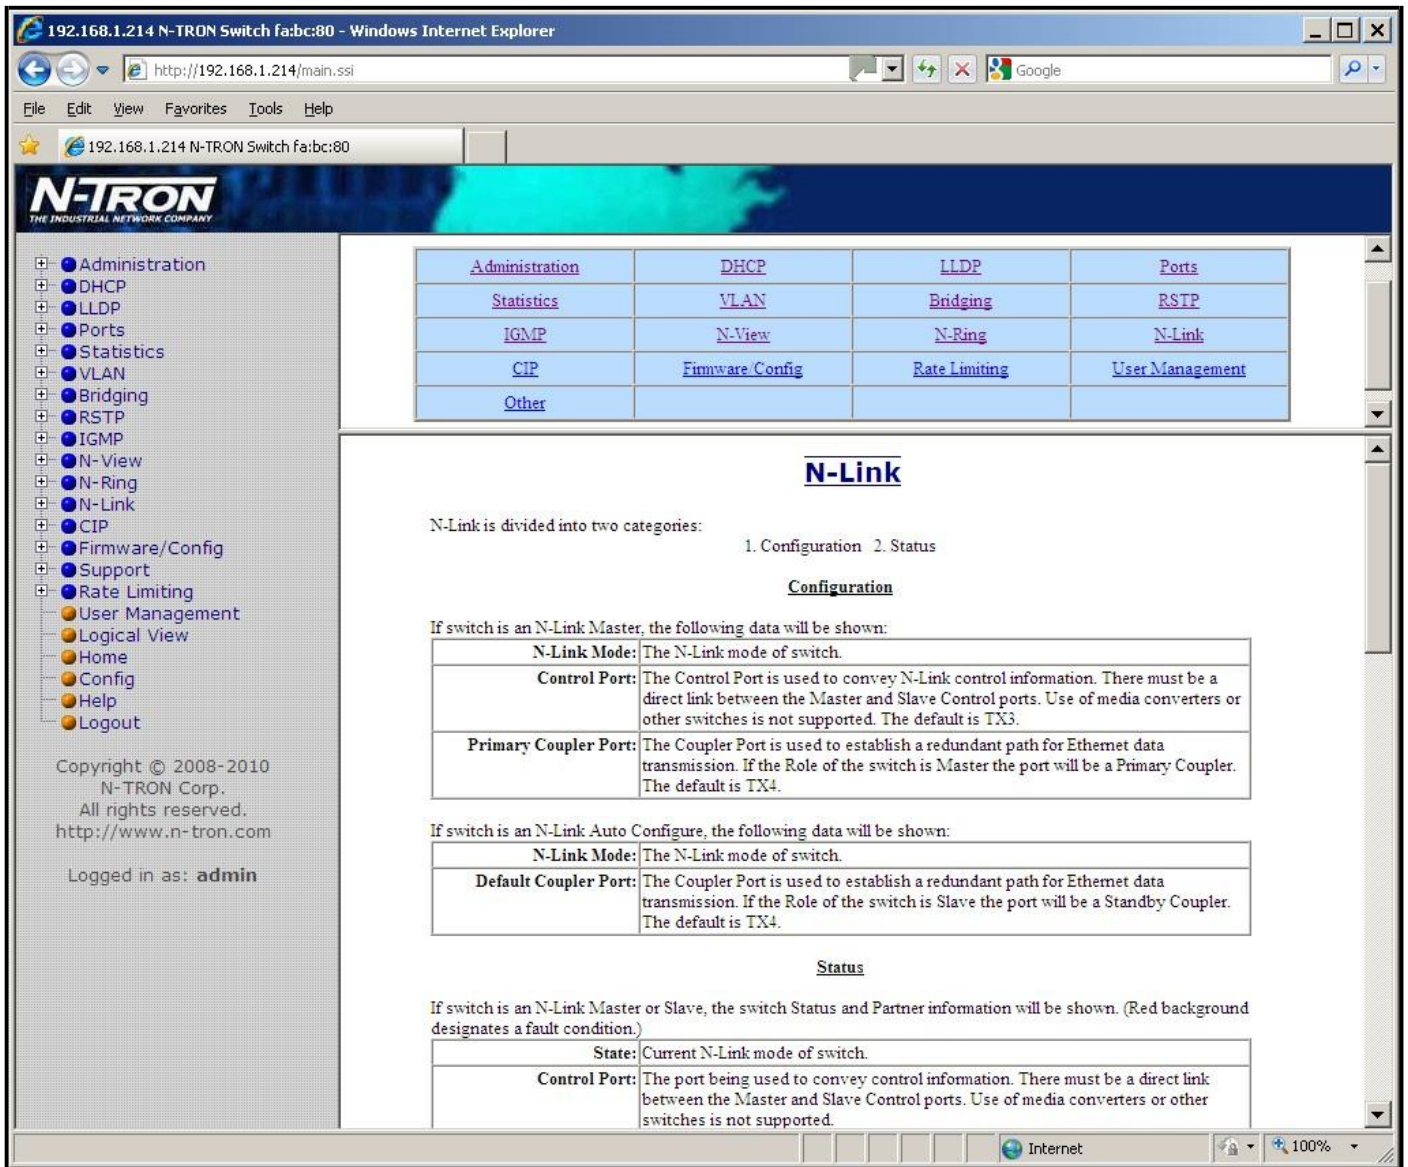 192.168.1.214 N-TRON Switch fa:bc:80 - Windows Internet Explorer
http://192.168.1.214/main.ssi
Google
File Edit View Favorites Tools Help
192.168.1.214 N-TRON Switch fa:bc:80
N-TRON
THE INDUSTRIAL NETWORK COMPANY
Administration
DHCP
LLDP
Ports
Statistics
VLAN
Bridging
RSTP
IGMP
N-View
N-Ring
N-Link
CIP
Firmware/Config
Support
Rate Limiting
User Management
Logical View
Home
Config
Help
Logout
Copyright © 2008-2010
N-TRON Corp.
All rights reserved.
http://www.n-tron.com
Logged in as: admin
Administration DHCP LLDP Ports
Statistics VLAN Bridging RSTP
IGMP N-View N-Ring N-Link
CIP Firmware/Config Rate Limiting User Management
Other
N-Link
N-Link is divided into two categories:
1. Configuration 2. Status
Configuration
If switch is an N-Link Master, the following data will be shown:
N-Link Mode: The N-Link mode of switch.
Control Port: The Control Port is used to convey N-Link control information. There must be a
direct link between the Master and Slave Control ports. Use of media converters or
other switches is not supported. The default is TX3.
Primary Coupler Port: The Coupler Port is used to establish a redundant path for Ethernet data
transmission. If the Role of the switch is Master the port will be a Primary Coupler.
The default is TX4.
If switch is an N-Link Auto Configure, the following data will be shown:
N-Link Mode: The N-Link mode of switch.
Default Coupler Port: The Coupler Port is used to establish a redundant path for Ethernet data
transmission. If the Role of the switch is Slave the port will be a Standby Coupler.
The default is TX4.
Status
If switch is an N-Link Master or Slave, the switch Status and Partner information will be shown. (Red background
designates a fault condition.)
State: Current N-Link mode of switch.
Control Port: The port being used to convey control information. There must be a direct link
between the Master and Slave Control ports. Use of media converters or other
switches is not supported.
Internet
100%